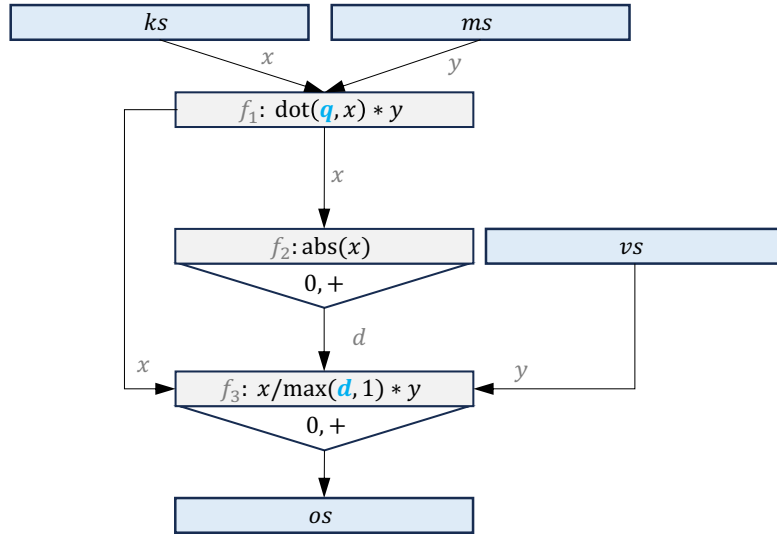 ks
ms
x
y
f₁: dot(q, x) ∗ y
x
f₂: abs(x)
vs
0, +
d
x
y
f₃: x/max(d, 1) ∗ y
0, +
os